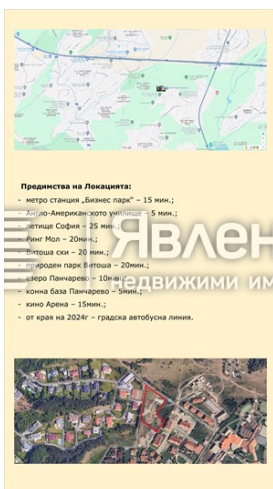 Предимства на Локацията:
- метро станция „Бизнес парк" – 15 мин.;
- Англо-Американското училище – 5 мин.;
- летище София – 25 мин.;
- Ринг Мол – 20мин.;
- Витоша ски – 20 мин.;
- природен парк Витоша – 20мин.;
- езеро Панчарево – 10мин.;
- конна база Панчарево – 5мин.;
- кино Арена – 15мин.;
- от края на 2024г – градска автобусна линия.
Явлен
недвижими им